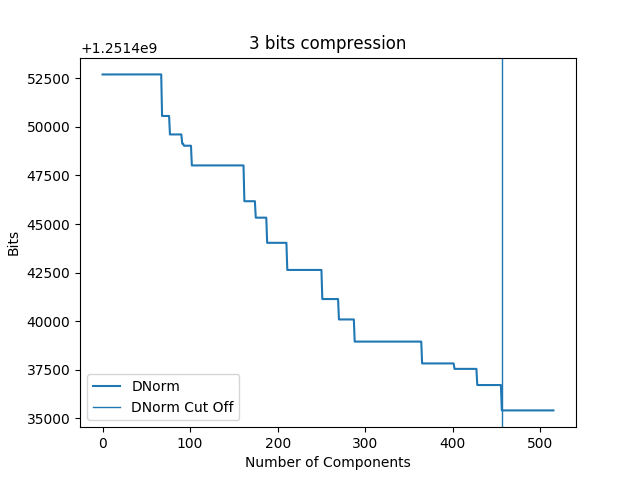 3 bits compression
+1.2514e9
52500
50000
47500
45000
42500
40000
37500
35000
Bits
DNorm
DNorm Cut Off
0 100 200 300 400 500
Number of Components